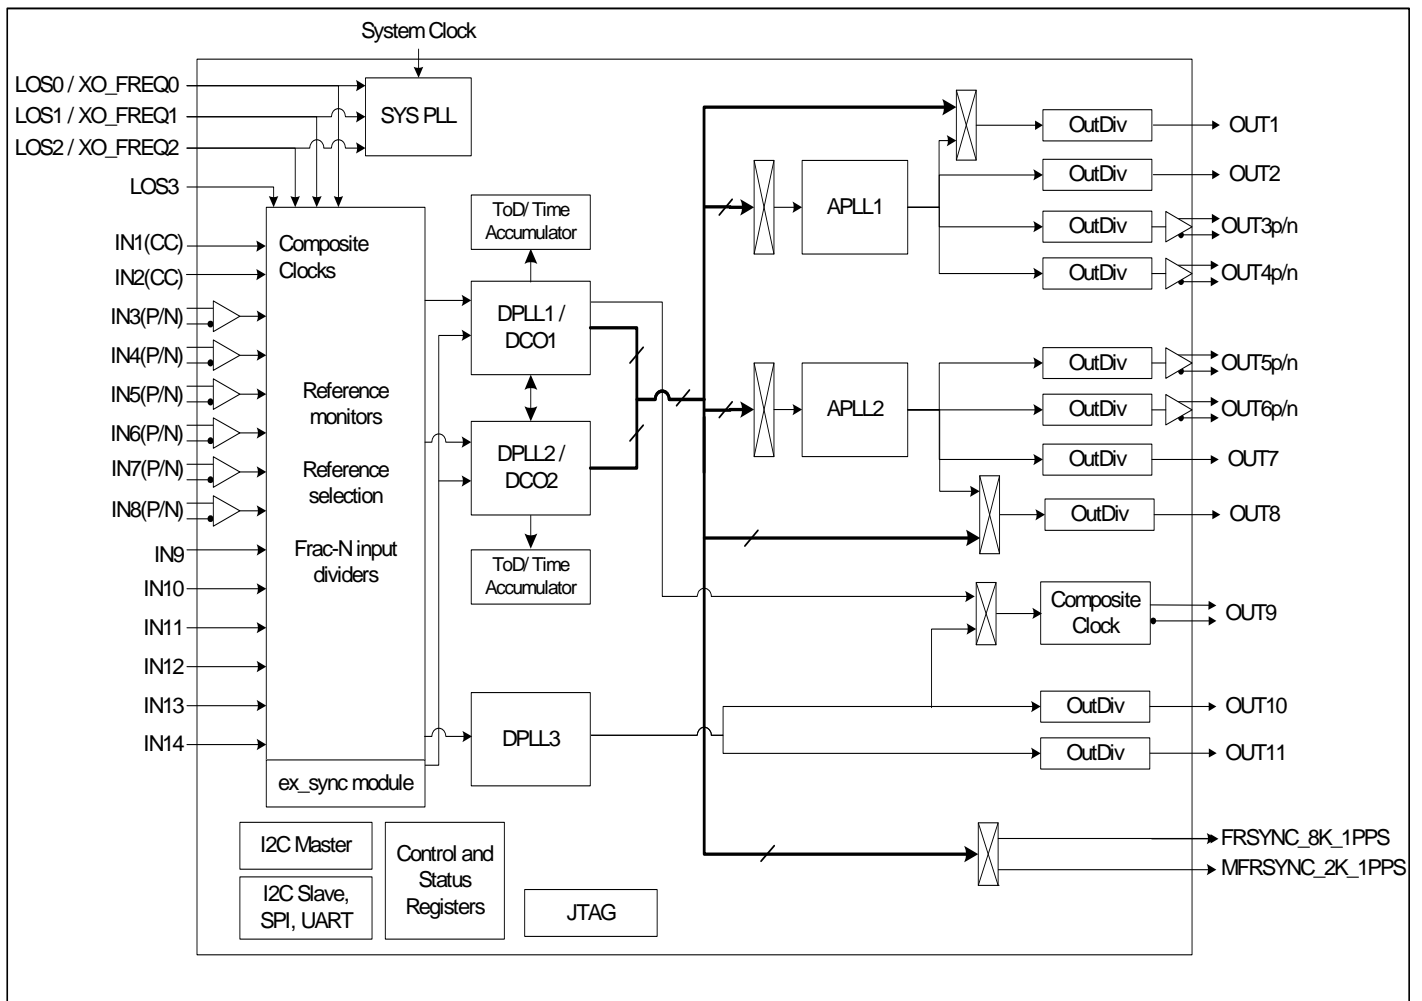 System Clock
LOS0 / XO_FREQ0
LOS1 / XO_FREQ1
LOS2 / XO_FREQ2
LOS3
SYS PLL
IN1(CC)
IN2(CC)
IN3(P/N)
IN4(P/N)
IN5(P/N)
IN6(P/N)
IN7(P/N)
IN8(P/N)
IN9
IN10
IN11
IN12
IN13
IN14
Composite
Clocks
Reference
monitors
Reference
selection
Frac-N input
dividers
ex_sync module
ToD/ Time
Accumulator
DPLL1 /
DCO1
DPLL2 /
DCO2
ToD/ Time
Accumulator
DPLL3
APLL1
APLL2
OutDiv
OutDiv
OutDiv
OutDiv
OutDiv
OutDiv
OutDiv
OutDiv
Composite
Clock
OutDiv
OutDiv
OUT1
OUT2
OUT3p/n
OUT4p/n
OUT5p/n
OUT6p/n
OUT7
OUT8
OUT9
OUT10
OUT11
FRSYNC_8K_1PPS
MFRSYNC_2K_1PPS
I2C Master
I2C Slave,
SPI, UART
Control and
Status
Registers
JTAG